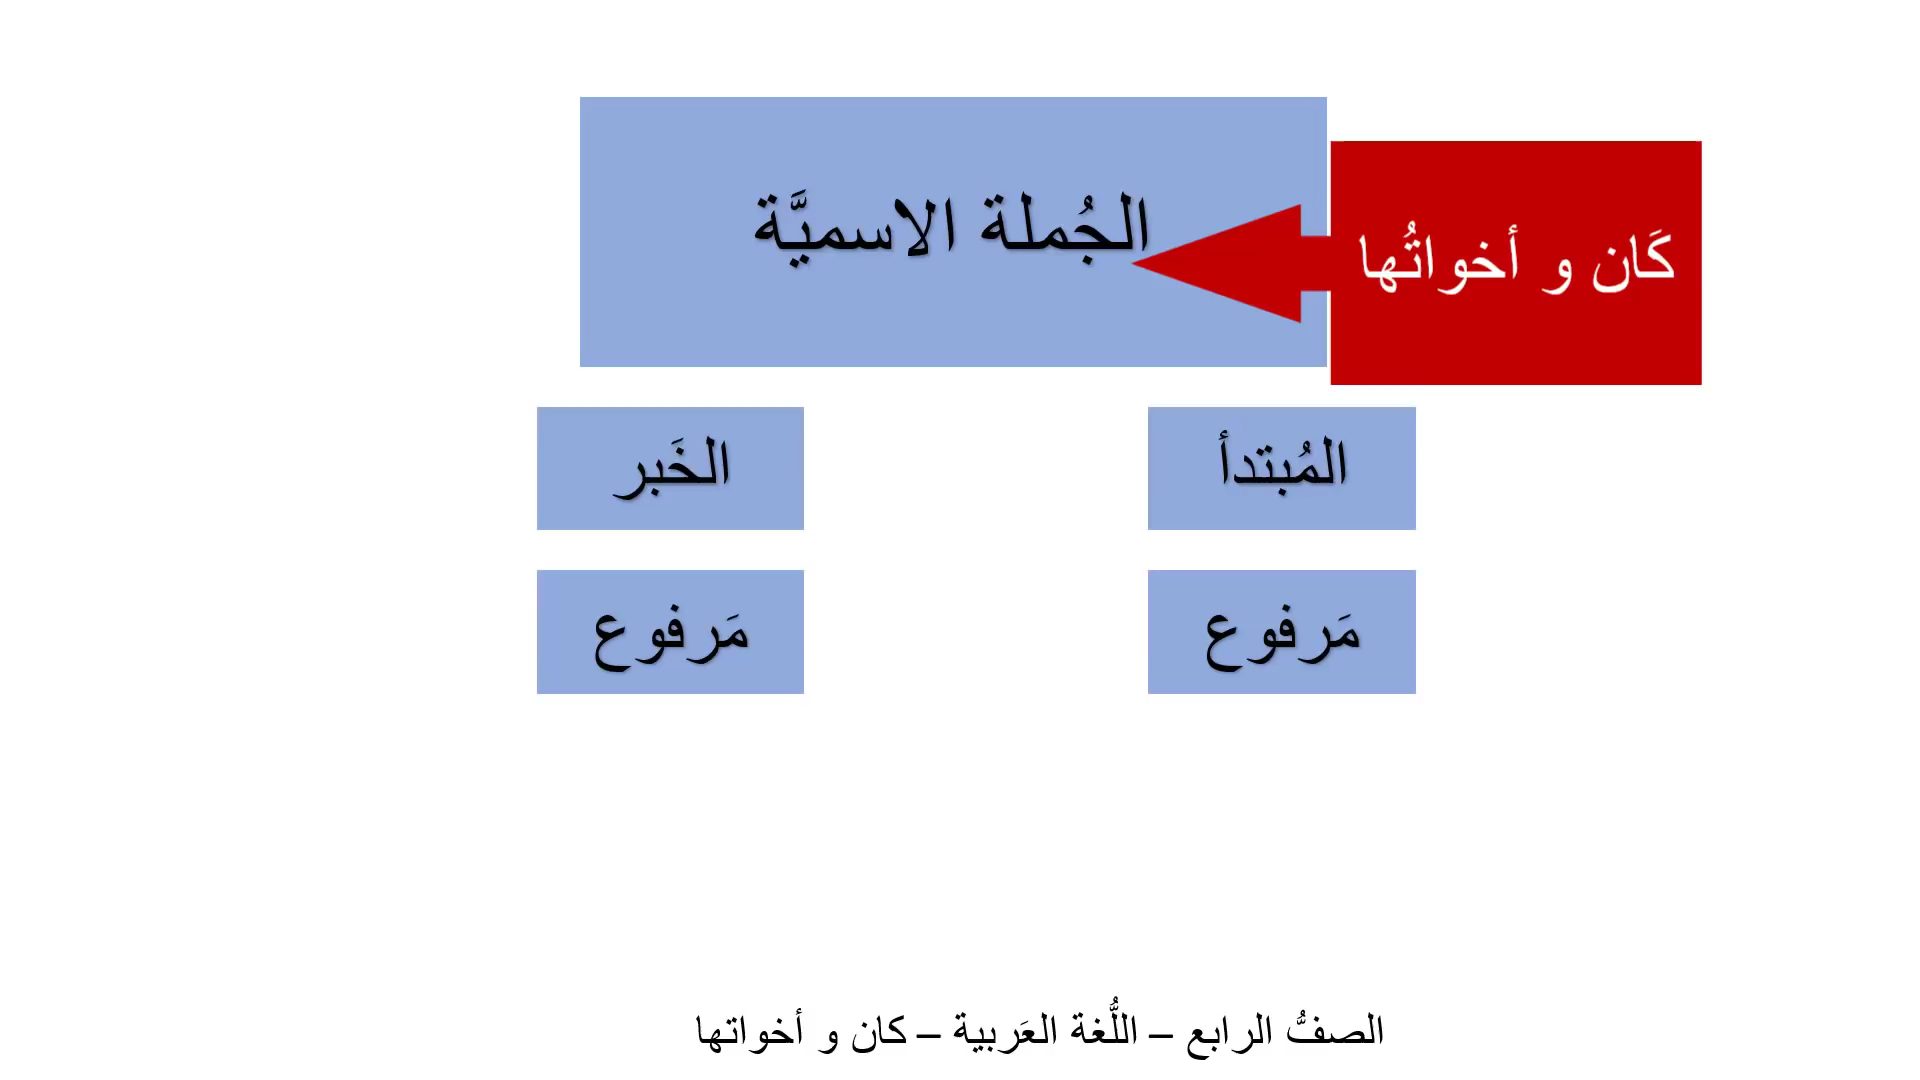 الجُملة الاسميَّة
كَان و أخواتُها
المُبتدأ
الخَبر
مَرفوع
مَرفوع
الصفُّ الرابع – اللُّغة العَربية – كان و أخواتها